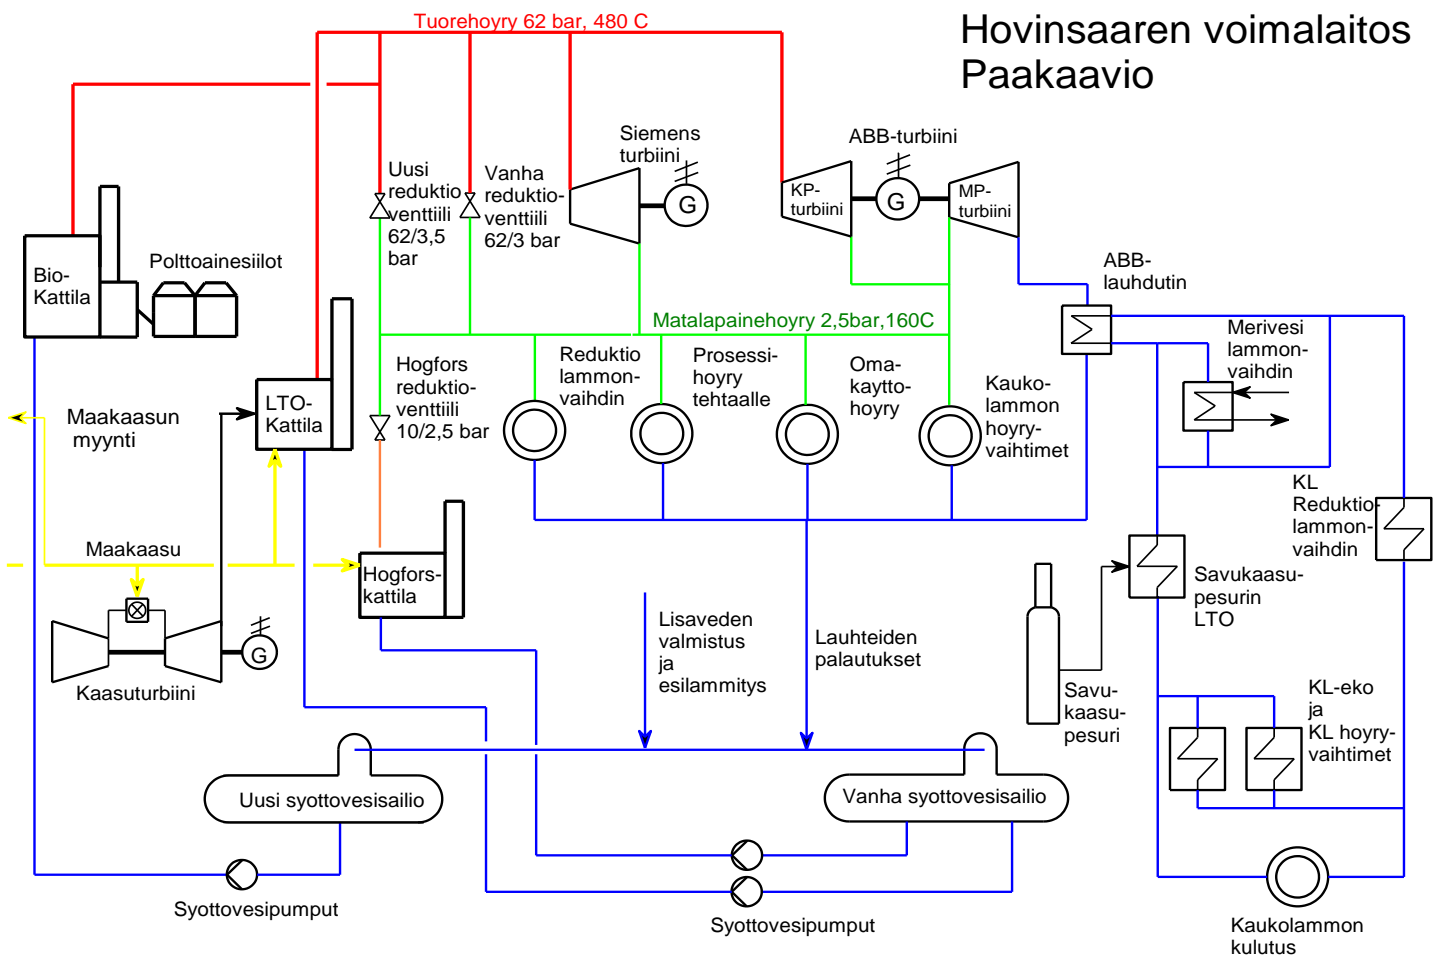 Hovinsaaren voimalaitos
Paakaavio
Tuorehoyry 62 bar, 480 C
Siemens
turbiini
G
ABB-turbiini
G
KP-
turbiini
MP-
turbiini
Uusi
reduktio
venttiili
62/3,5
bar
Vanha
reduktio-
venttiili
62/3 bar
Bio-
Kattila
Polttoainesiilot
ABB-
lauhdutin
Matalapainehoyry 2,5bar,160C
Merivesi
lammon-
vaihdin
Hogfors
reduktio-
venttiili
10/2,5 bar
Reduktio
lammon-
vaihdin
Prosessi-
hoyry
tehtaalle
Oma-
kaytto-
hoyry
Kauko-
lammon
hoyry-
vaihtimet
LTO-
Kattila
Maakaasun
myynti
KL
Reduktio-
lammon-
vaihdin
Maakaasu
Hogfors-
kattila
Savukaasu-
pesurin
LTO
Lisaveden
valmistus
ja
esilammitys
Lauhteiden
palautukset
G
Kaasuturbiini
Savu-
kaasu-
pesuri
KL-eko
ja
KL hoyry-
vaihtimet
Uusi syottovesisailio
Vanha syottovesisailio
Syottovesipumput
Syottovesipumput
Kaukolammon
kulutus